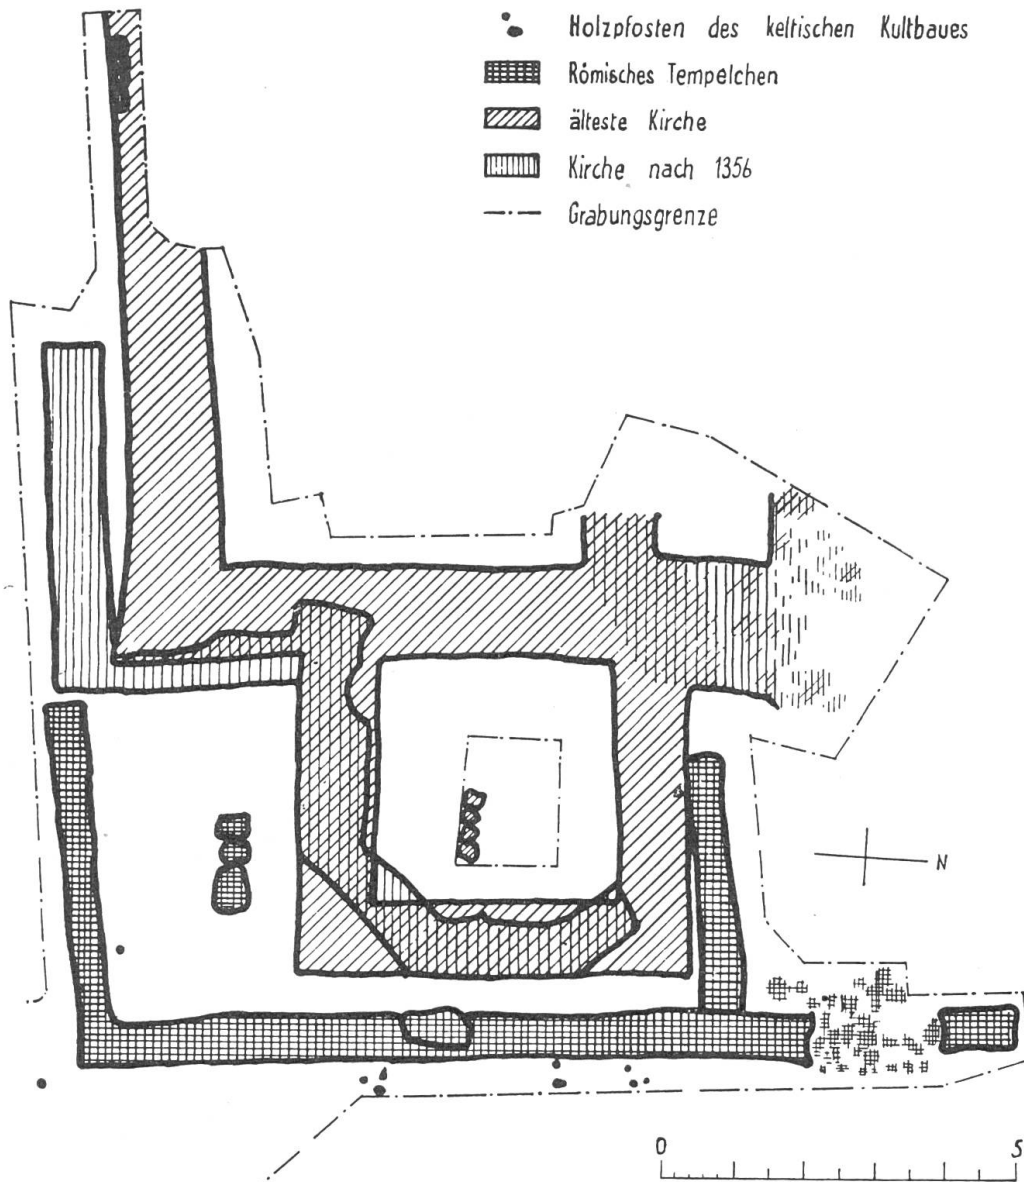 Holzpfosten des keltischen Kultbaues
Römisches Tempelchen
älteste Kirche
Kirche nach 1356
Grabungsgrenze
N
0 5